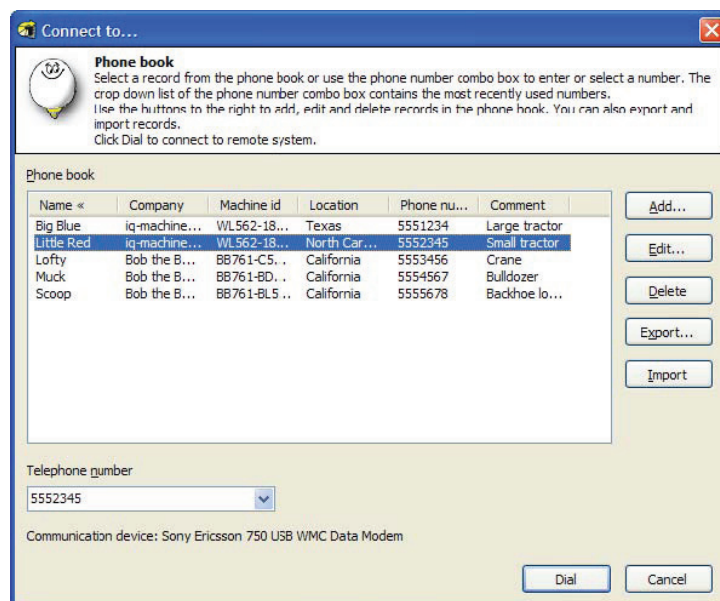 Connect to...
Phone book
Select a record from the phone book or use the phone number combo box to enter or select a number. The
crop down list of the phone number combo box contains the most recently used numbers.
Use the buttons to the right to add, edit and delete records in the phone book. You can also export and
import records.
Click Dial to connect to remote system.
Phone book
Name « Company Machine id Location Phone nu... Comment
Big Blue iq-machine... WL562-18... Texas 5551234 Large tractor
Little Red iq-machine... WL562-18... North Car... 5552345 Small tractor
Lofty Bob the B... BB761-C5. . California 5553456 Crane
Muck Bob the B... BB761-BD. . California 5554567 Bulldozer
Scoop Bob the B... BB761-BL5 . . California 5555678 Backhoe lo...
Add...
Edit...
Delete
Export...
Import
Telephone number
5552345
Communication device: Sony Ericsson 750 USB WMC Data Modem
Dial Cancel